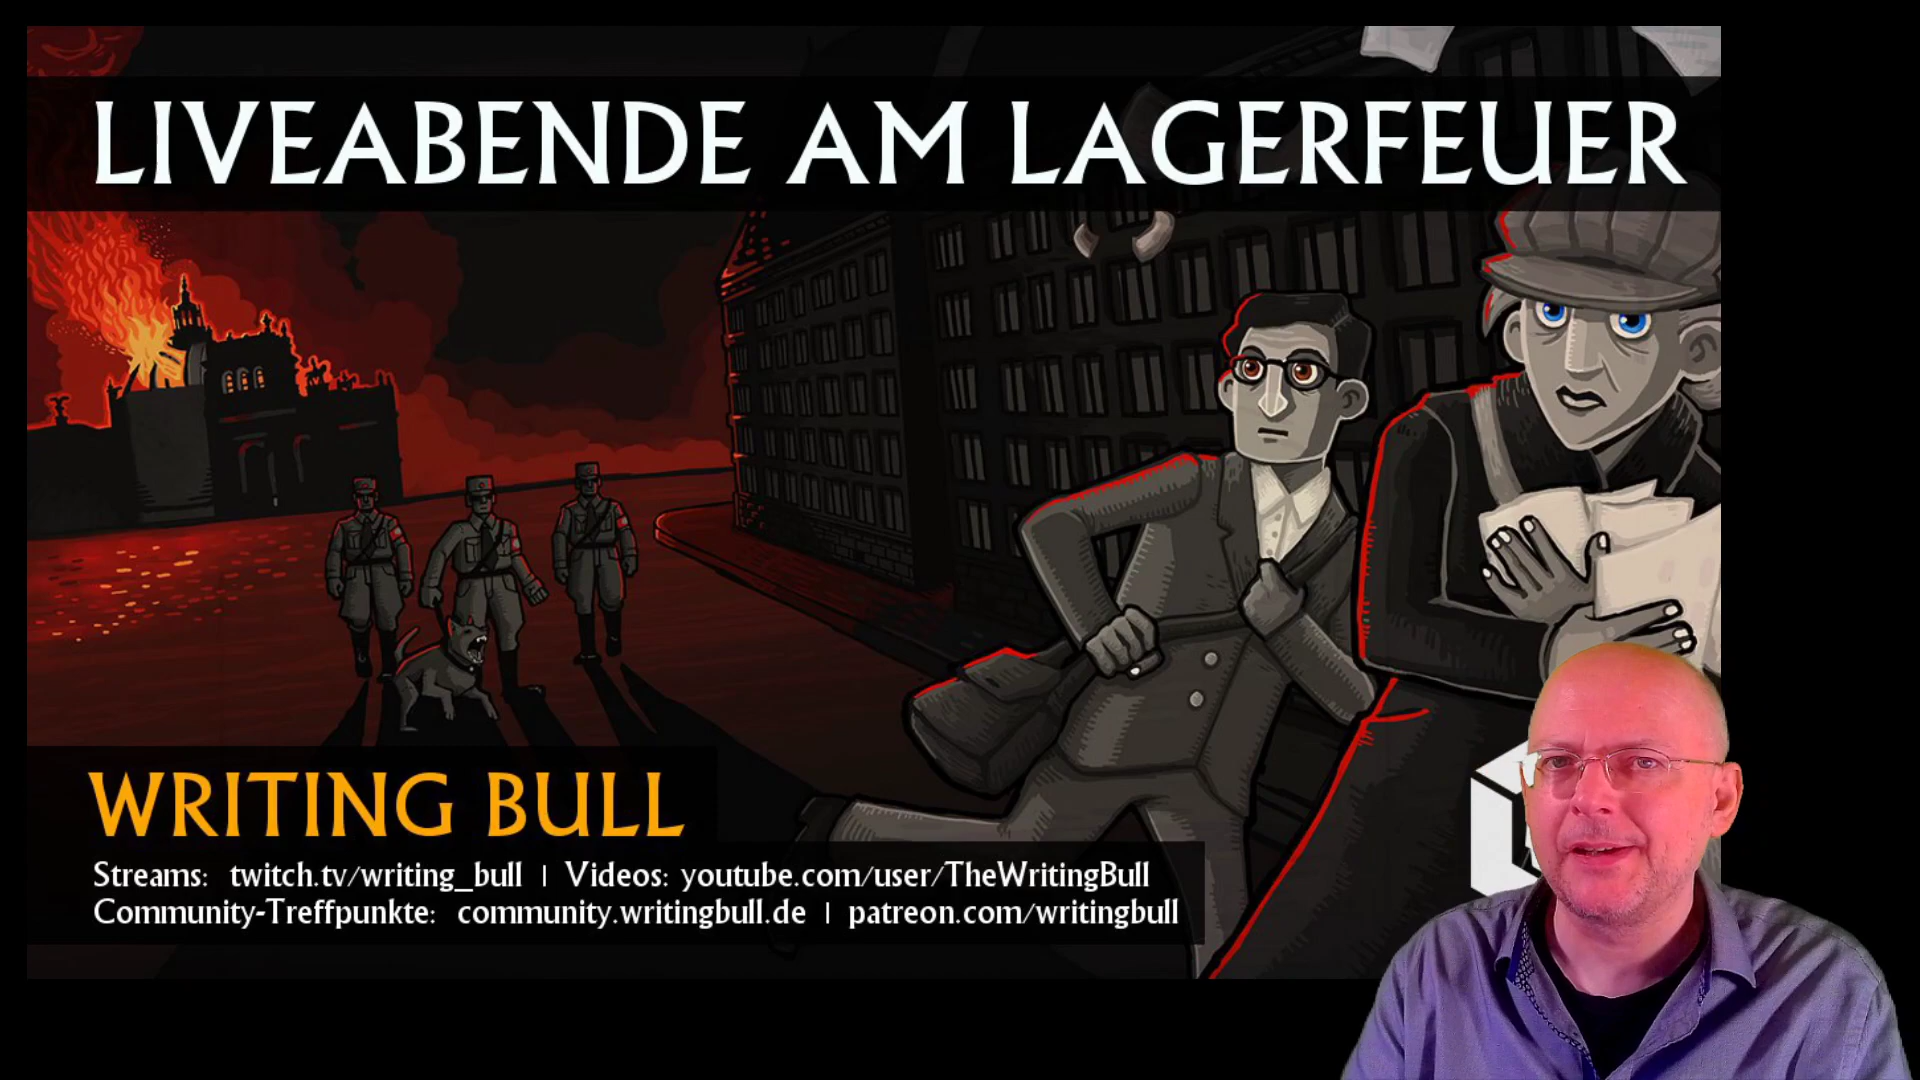 LIVEABENDE AM LAGERFEUER
WRITING BULL
Streams: twitch.tv/writing_bull | Videos: youtube.com/user/TheWritingBull
Community-Treffpunkte: community.writingbull.de | patreon.com/writingbull